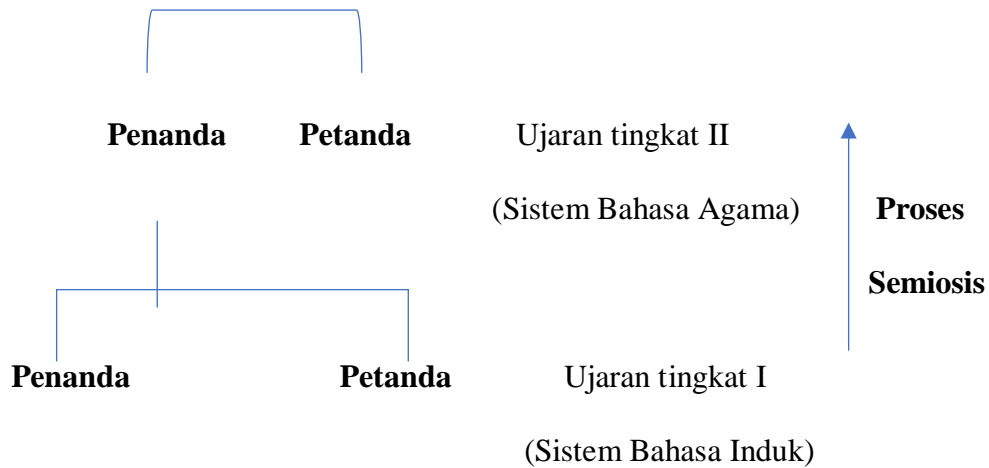 Penanda Petanda Ujaran tingkat II
(Sistem Bahasa Agama) Proses
Semiosis
Penanda Petanda Ujaran tingkat I
(Sistem Bahasa Induk)